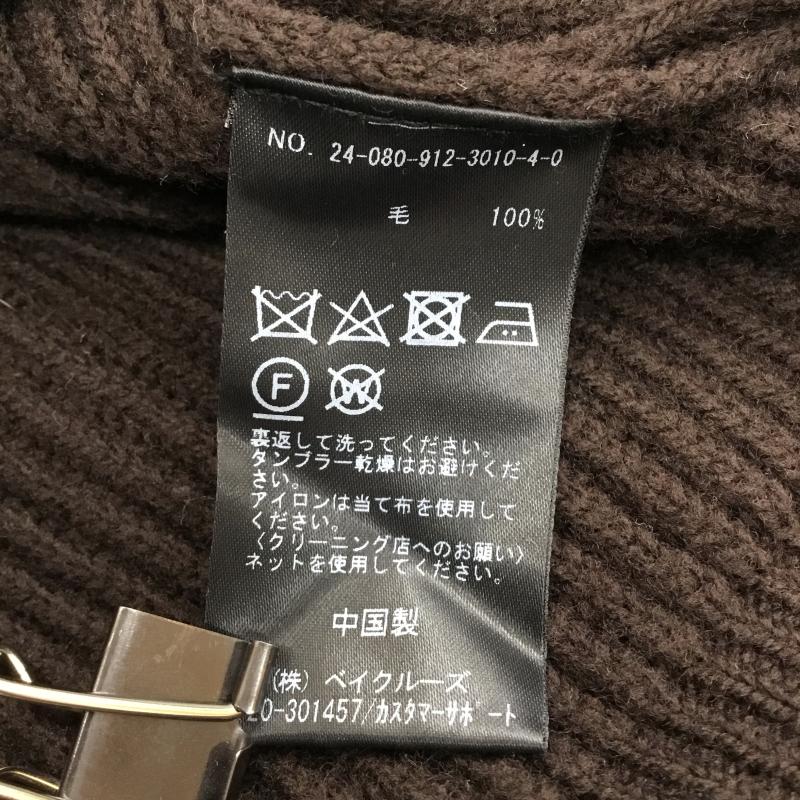 NO. 24-080-912-3010-4-0
毛 100%
F
W
裏返して洗ってください。
タンブラー乾燥はお避けくだ
さい。
アイロンは当て布を使用して
ください。
〈クリーニング店へのお願い〉
ネットを使用してください。
中国製
(株) ベイクルーズ
20-301457/カスタマーサポート